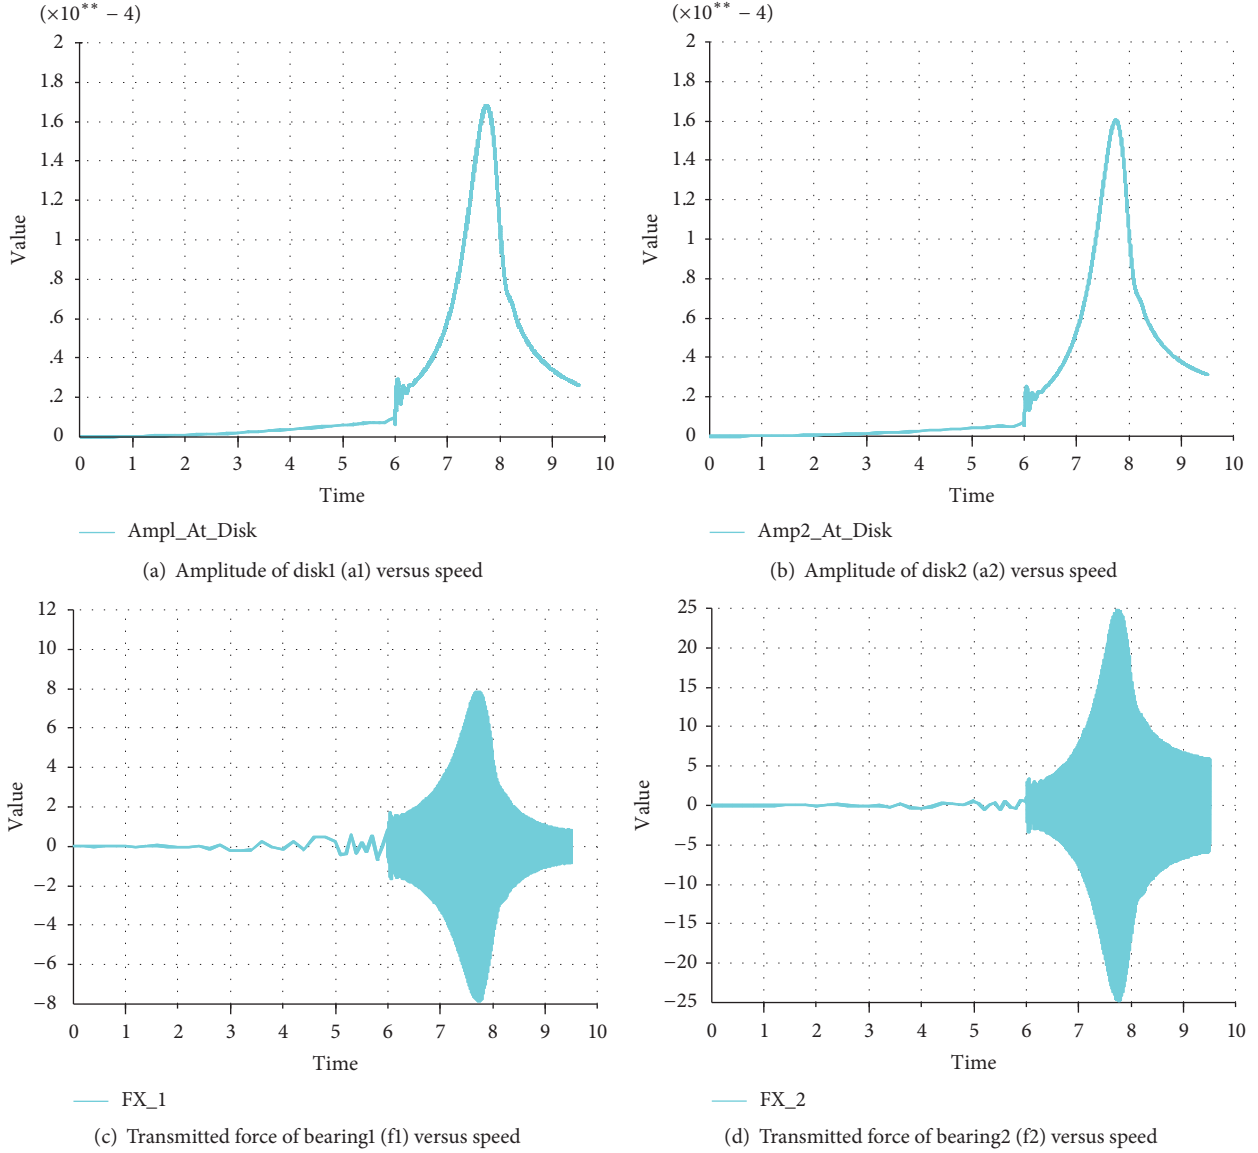 (×10** − 4)
2
1.8
1.6
1.4
1.2
1
.8
.6
.4
.2
0
Value
0 1 2 3 4 5 6 7 8 9 10
Time
Ampl_At_Disk
(a) Amplitude of disk1 (a1) versus speed
(×10** − 4)
2
1.8
1.6
1.4
1.2
1
.8
.6
.4
.2
0
Value
0 1 2 3 4 5 6 7 8 9 10
Time
Amp2_At_Disk
(b) Amplitude of disk2 (a2) versus speed
12
10
8
6
4
2
0
−2
−4
−6
−8
Value
0 1 2 3 4 5 6 7 8 9 10
Time
FX_1
(c) Transmitted force of bearing1 (f1) versus speed
25
20
15
10
5
0
−5
−10
−15
−20
−25
Value
0 1 2 3 4 5 6 7 8 9 10
Time
FX_2
(d) Transmitted force of bearing2 (f2) versus speed